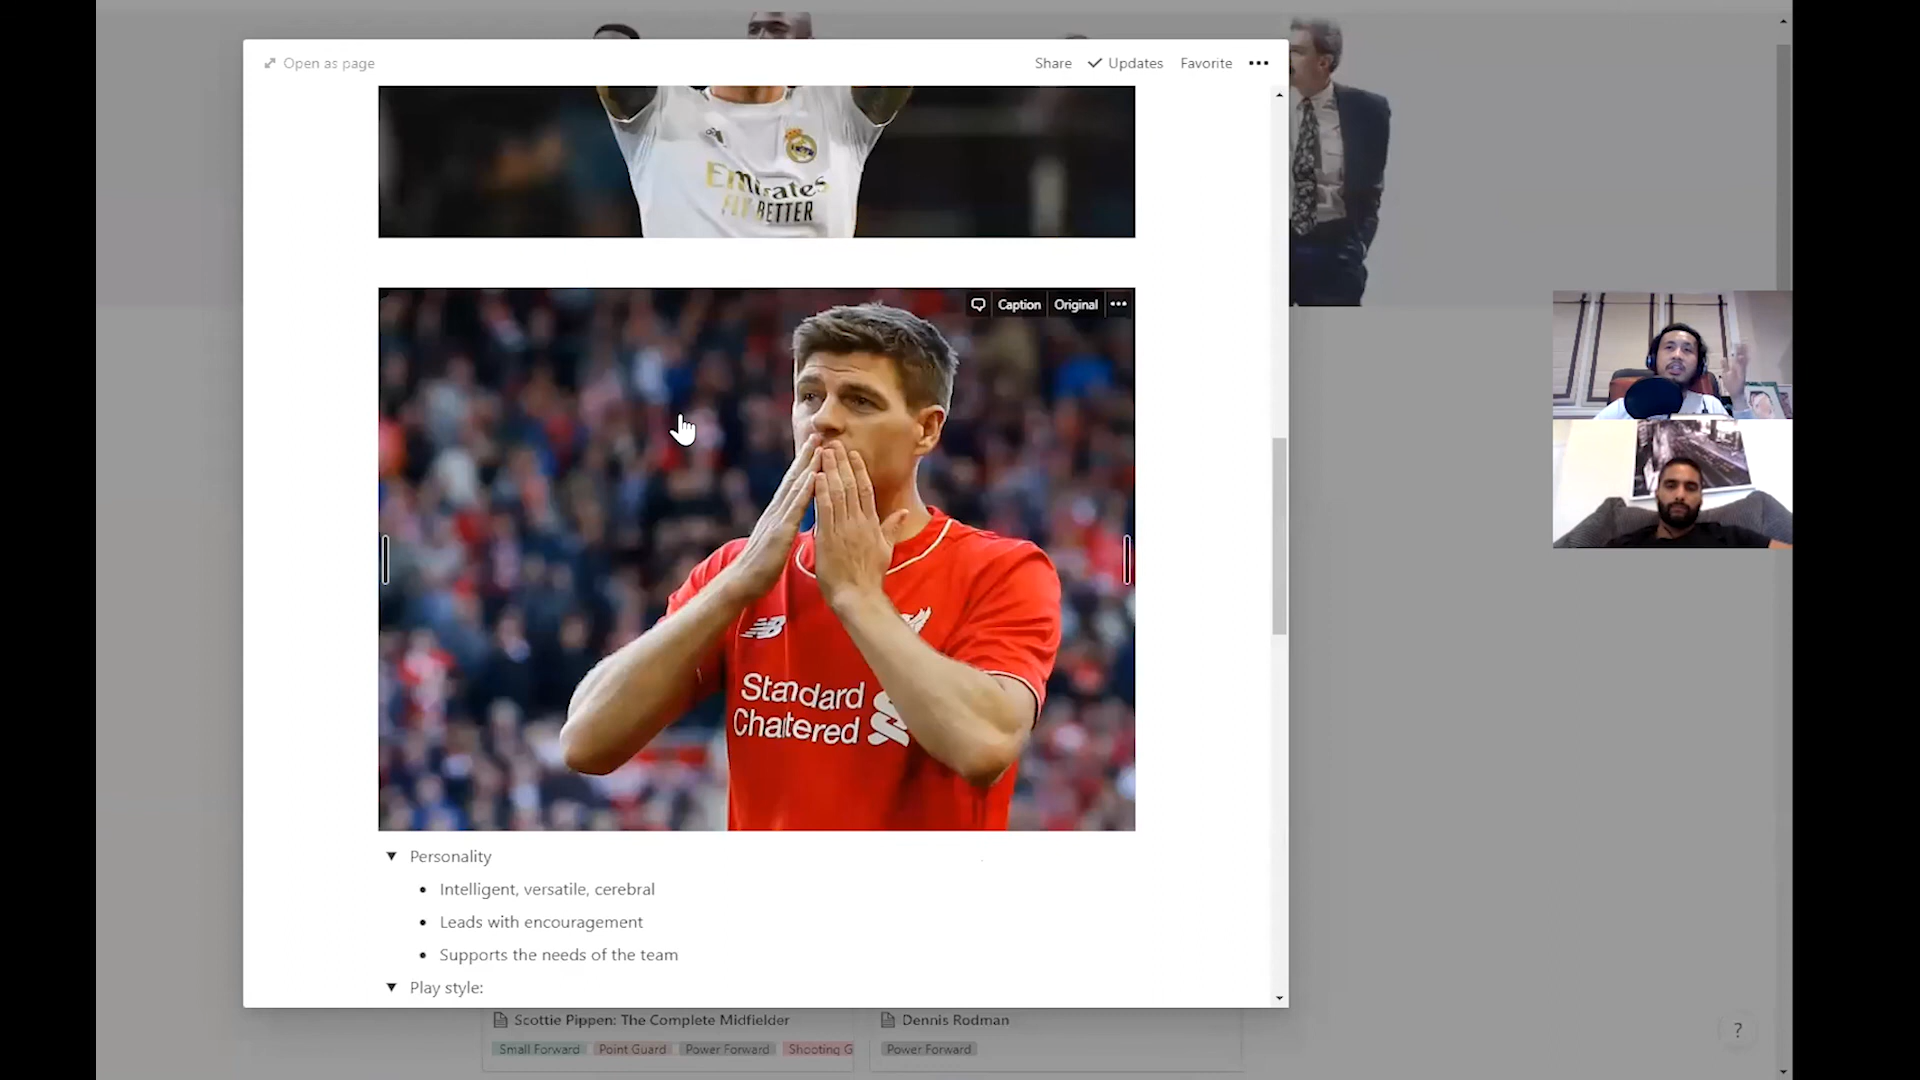 Open as page
Share
Updates
Favorite
Emirates
FLY BETTER
Caption
Original
Standard
Chartered
Personality
Intelligent, versatile, cerebral
Leads with encouragement
Supports the needs of the team
Play style:
Scottie Pippen: The Complete Midfielder
Dennis Rodman
Small Forward
Point Guard
Power Forward
Shooting G
Power Forward
?